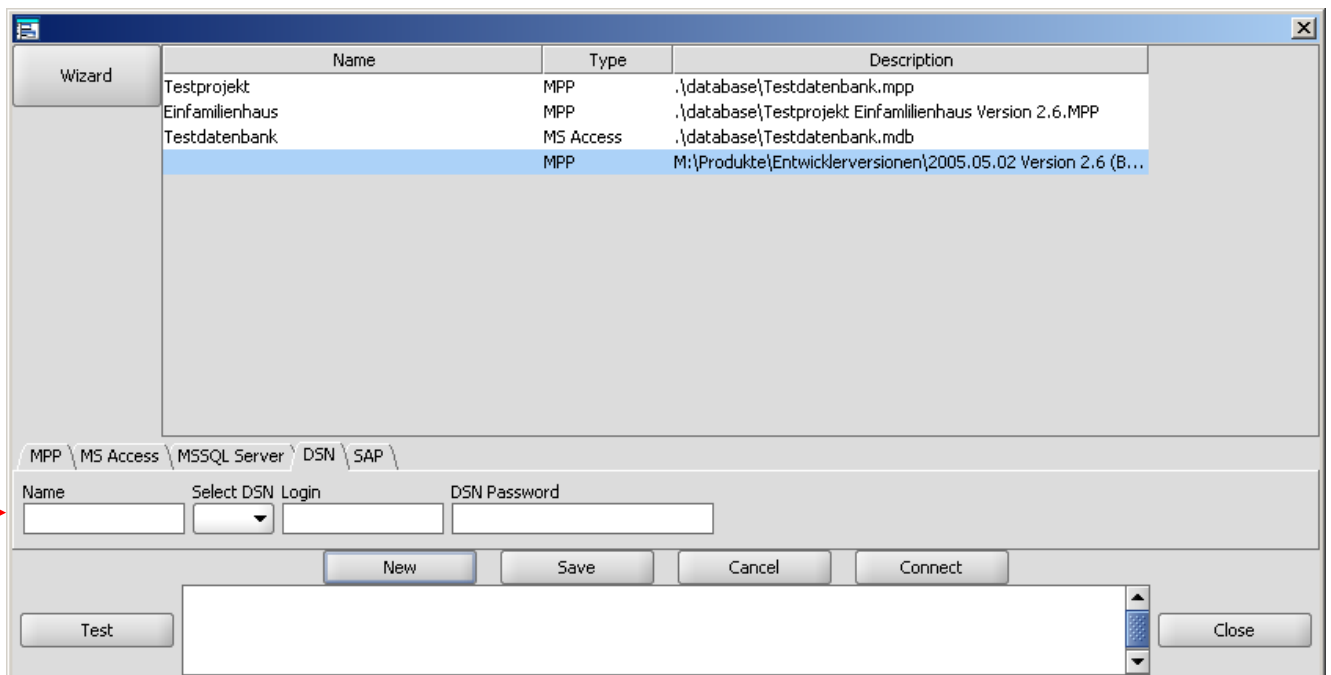 Wizard
Name Type Description
Testprojekt MPP .\database\Testdatenbank.mpp
Einfamilienhaus MPP .\database\Testprojekt Einfamlilienhaus Version 2.6.MPP
Testdatenbank MS Access .\database\Testdatenbank.mdb
MPP M:\Produkte\Entwicklerversionen\2005.05.02 Version 2.6 (B...
MPP MS Access MSSQL Server DSN SAP
Name Select DSN Login DSN Password
New Save Cancel Connect
Test Close